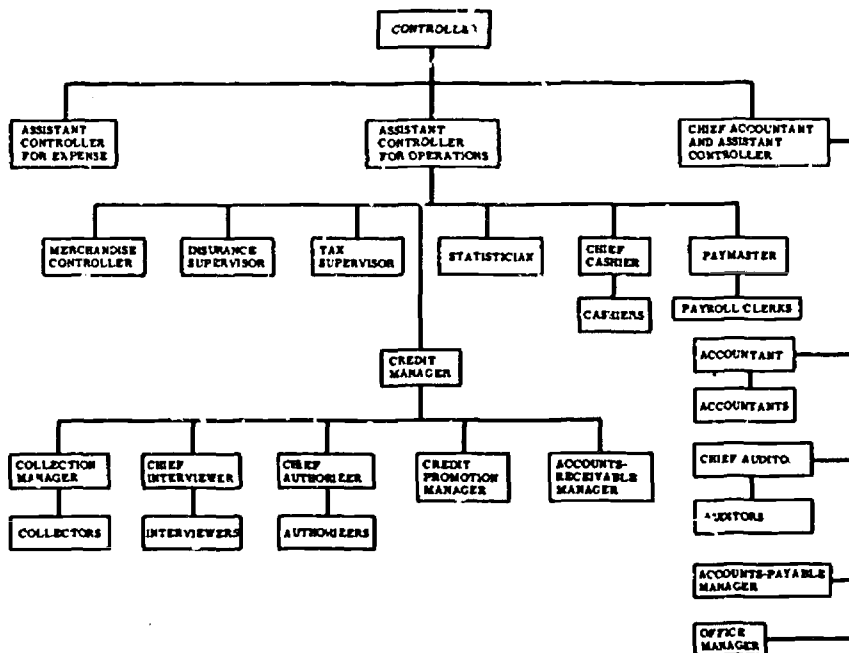 CONTROLLER
ASSISTANT
CONTROLLER
FOR EXPENSE
ASSISTANT
CONTROLLER
FOR OPERATIONS
CHIEF ACCOUNTANT
AND ASSISTANT
CONTROLLER
MERCHANDISE
CONTROLLER
INSURANCE
SUPERVISOR
TAX
SUPERVISOR
STATISTICIAN
CHIEF
CASHIER
PAYMASTER
CASHIERS
PAYROLL CLERKS
CREDIT
MANAGER
ACCOUNTANT
ACCOUNTANTS
COLLECTION
MANAGER
CHIEF
INTERVIEWER
CHIEF
AUTHORIZER
CREDIT
PROMOTION
MANAGER
ACCOUNTS-
RECEIVABLE
MANAGER
CHIEF AUDITO.
COLLECTORS
INTERVIEWERS
AUTHORIZERS
AUDITORS
ACCOUNTS-PAYABLE
MANAGER
OFFICE
MANAGER